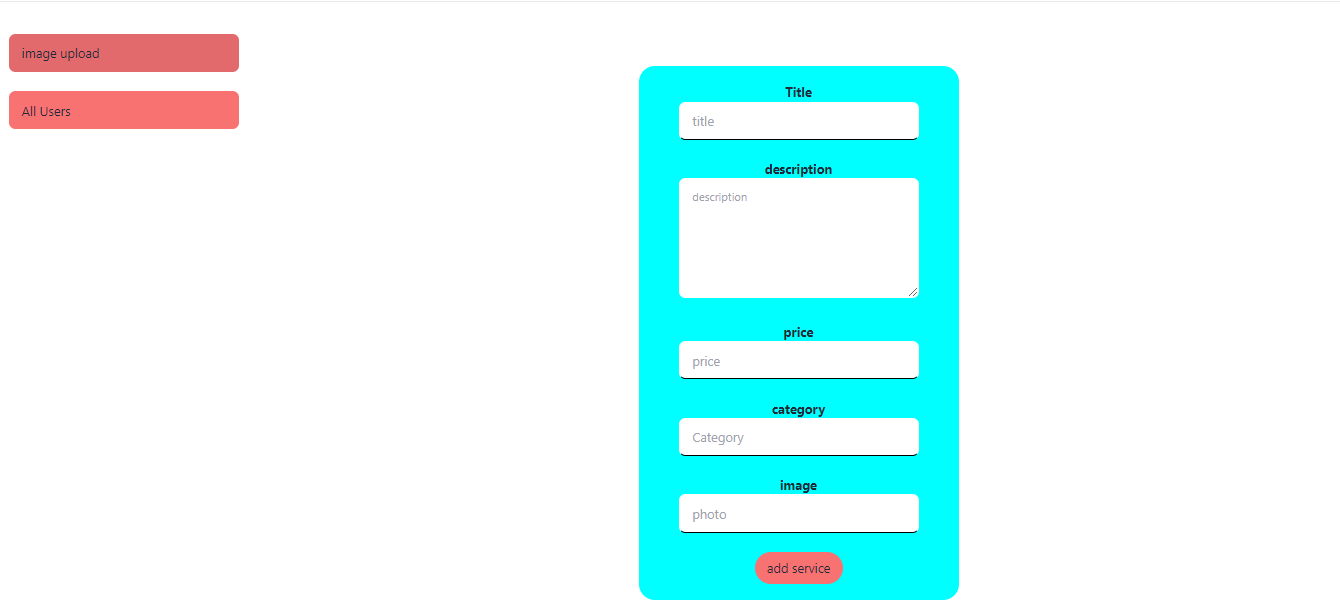 image upload
All Users
Title
title
description
description
price
price
category
Category
image
photo
add service